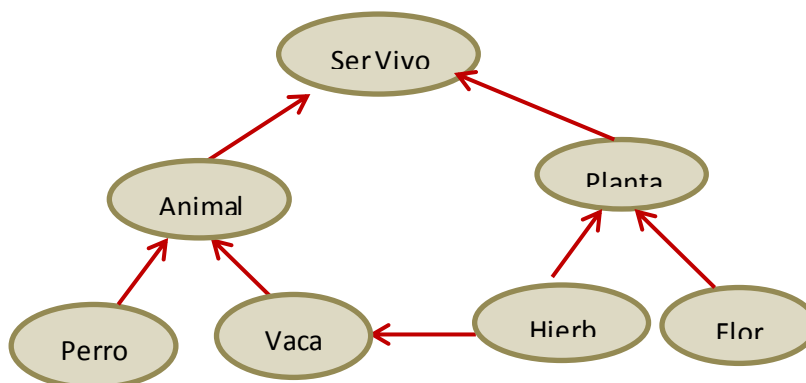 Ser Vivo
Animal
Planta
Perro
Vaca
Hierb
Flor